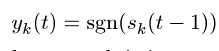 y_k(t) = sgn(s_k(t − 1))